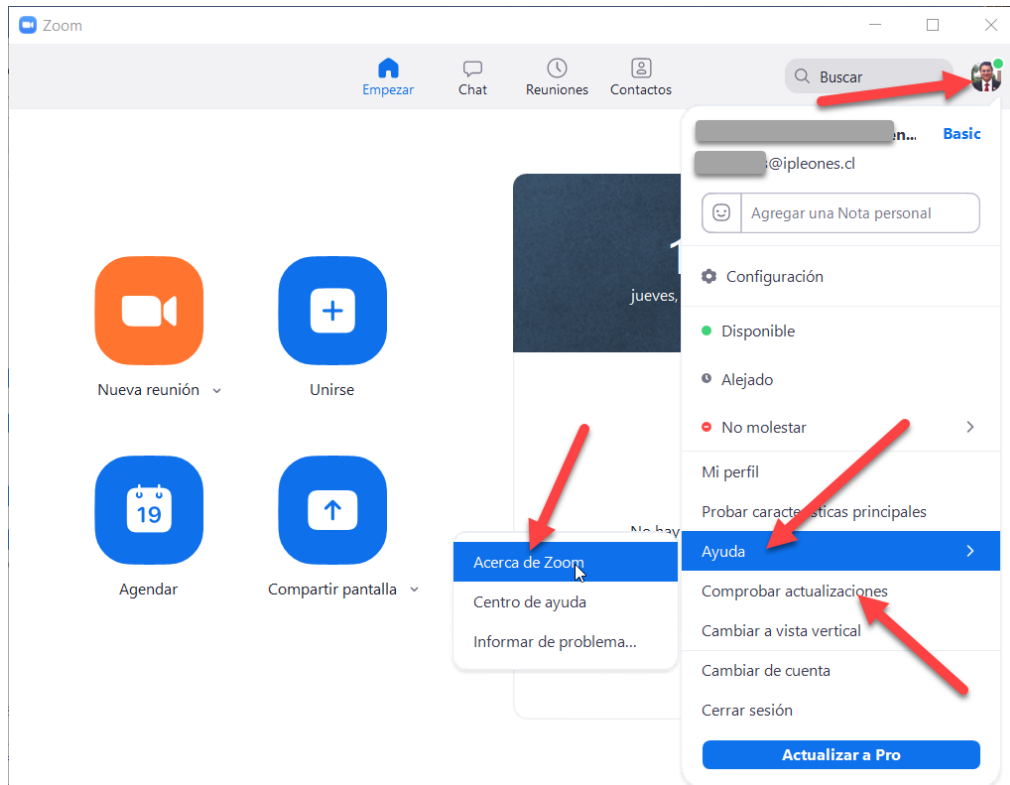 Zoom
Empezar
Chat
Reuniones
Contactos
Buscar
n...
Basic
@ipleones.cl
Agregar una Nota personal
Configuración
jueves,
Disponible
Alejado
No molestar
Nueva reunión
Unirse
Mi perfil
Probar características principales
No hay
Ayuda
Acerca de Zoom
Centro de ayuda
Informar de problema...
Comprobar actualizaciones
Cambiar a vista vertical
19
Agendar
Compartir pantalla
Cambiar de cuenta
Cerrar sesión
Actualizar a Pro